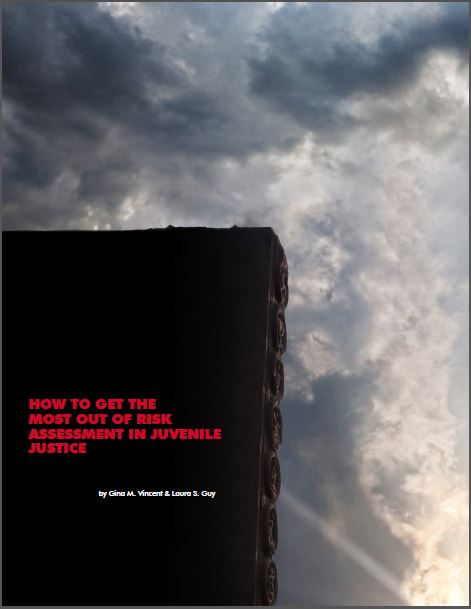 HOW TO GET THE
MOST OUT OF RISK
ASSESSMENT IN JUVENILE
JUSTICE
by Gina M. Vincent & Laura S. Guy